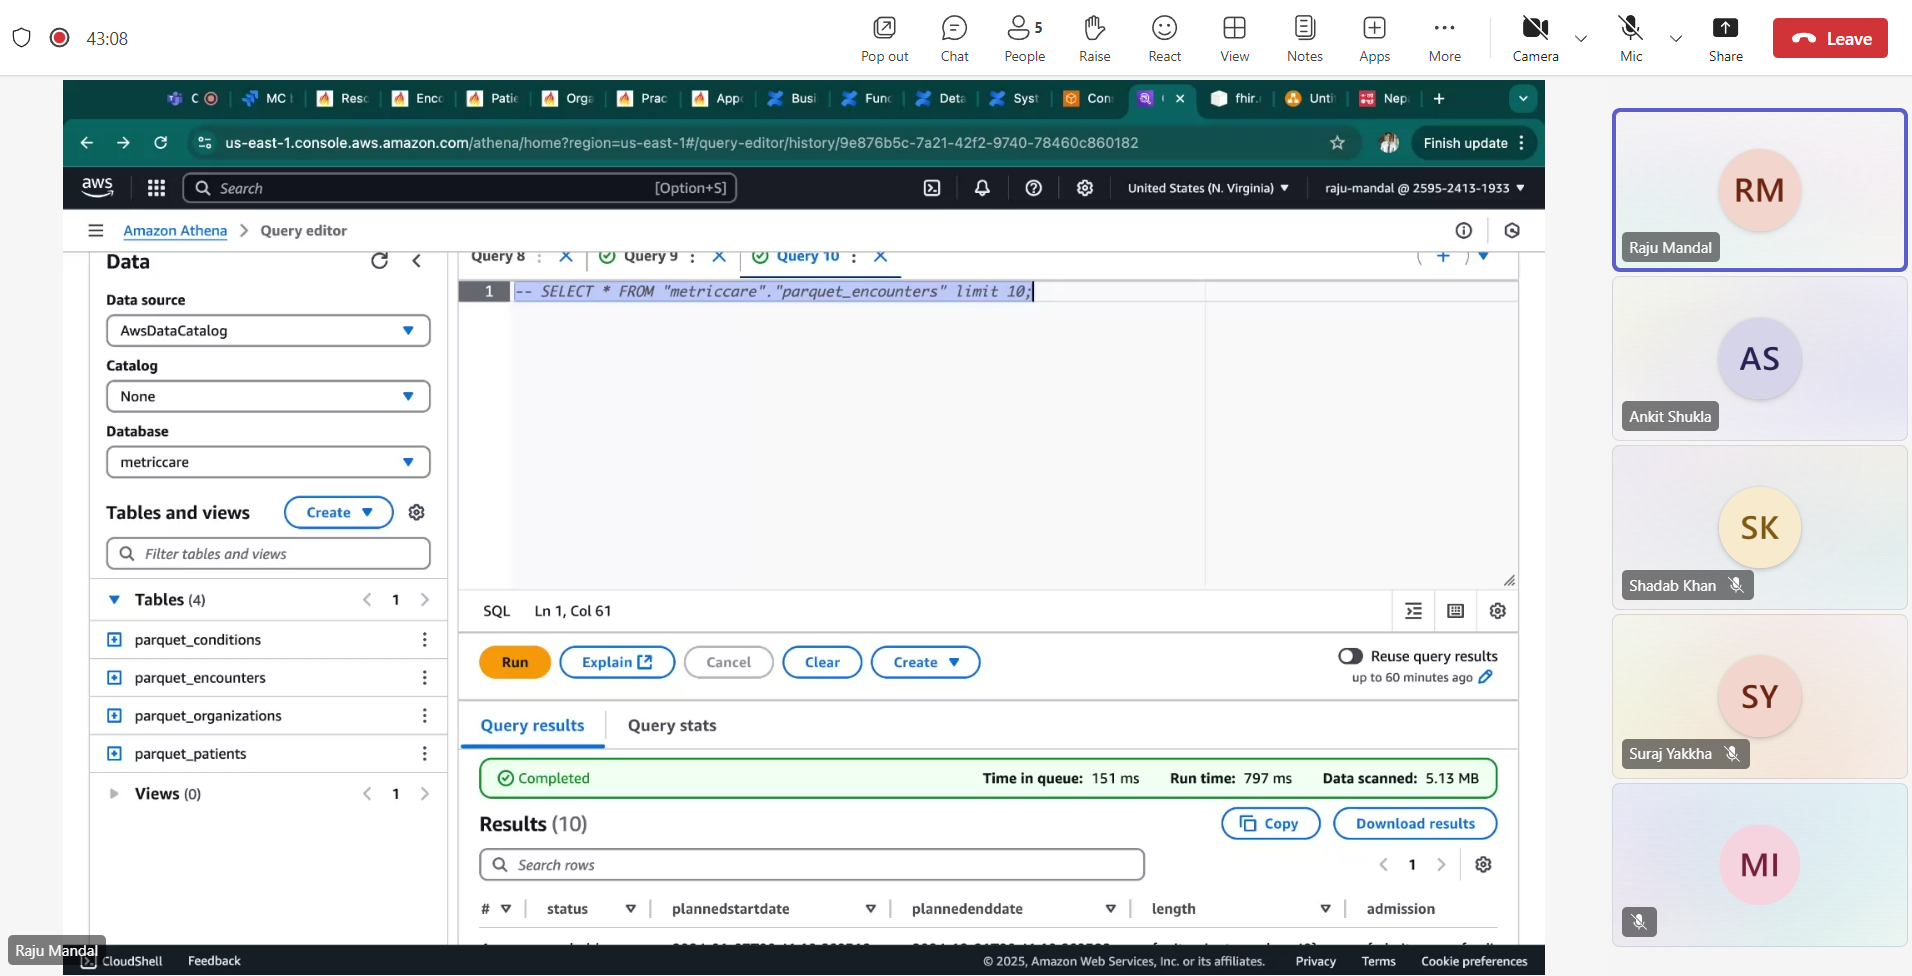 43:08
Pop out
Chat
5
People
Raise
React
View
Notes
Apps
More
Camera
Mic
Share
Leave
MC
Enc
Patie
Orga
Prac
Busi
Func
Deta
Syst
fhir.
Unti
Nep
us-east-1.console.aws.amazon.com/athena/home?region=us-east-1#/query-editor/history/9e876b5c-7a21-42f2-9740-78460c860182
Finish update
aws
Search
[Option+S]
United States (N. Virginia)
raju-mandal @ 2595-2413-1933
Amazon Athena > Query editor
Data
Data source
AwsDataCatalog
Catalog
None
Database
metriccare
Tables and views
Create
Filter tables and views
Tables (4)
1
parquet_conditions
parquet_encounters
parquet_organizations
parquet_patients
Views (0)
1
Query 8
Query 9
Query 10
1 -- SELECT * FROM "metriccare"."parquet_encounters" limit 10;
SQL Ln 1, Col 61
Run
Explain
Cancel
Clear
Create
Reuse query results
up to 60 minutes ago
Query results
Query stats
Completed
Time in queue: 151 ms
Run time: 797 ms
Data scanned: 5.13 MB
Results (10)
Copy
Download results
Search rows
1
# status plannedstartdate plannedenddate length admission
CloudShell
Feedback
© 2025, Amazon Web Services, Inc. or its affiliates.
Privacy
Terms
Cookie preferences
Raju Mandal
RM
Raju Mandal
AS
Ankit Shukla
SK
Shadab Khan
SY
Suraj Yakkha
MI